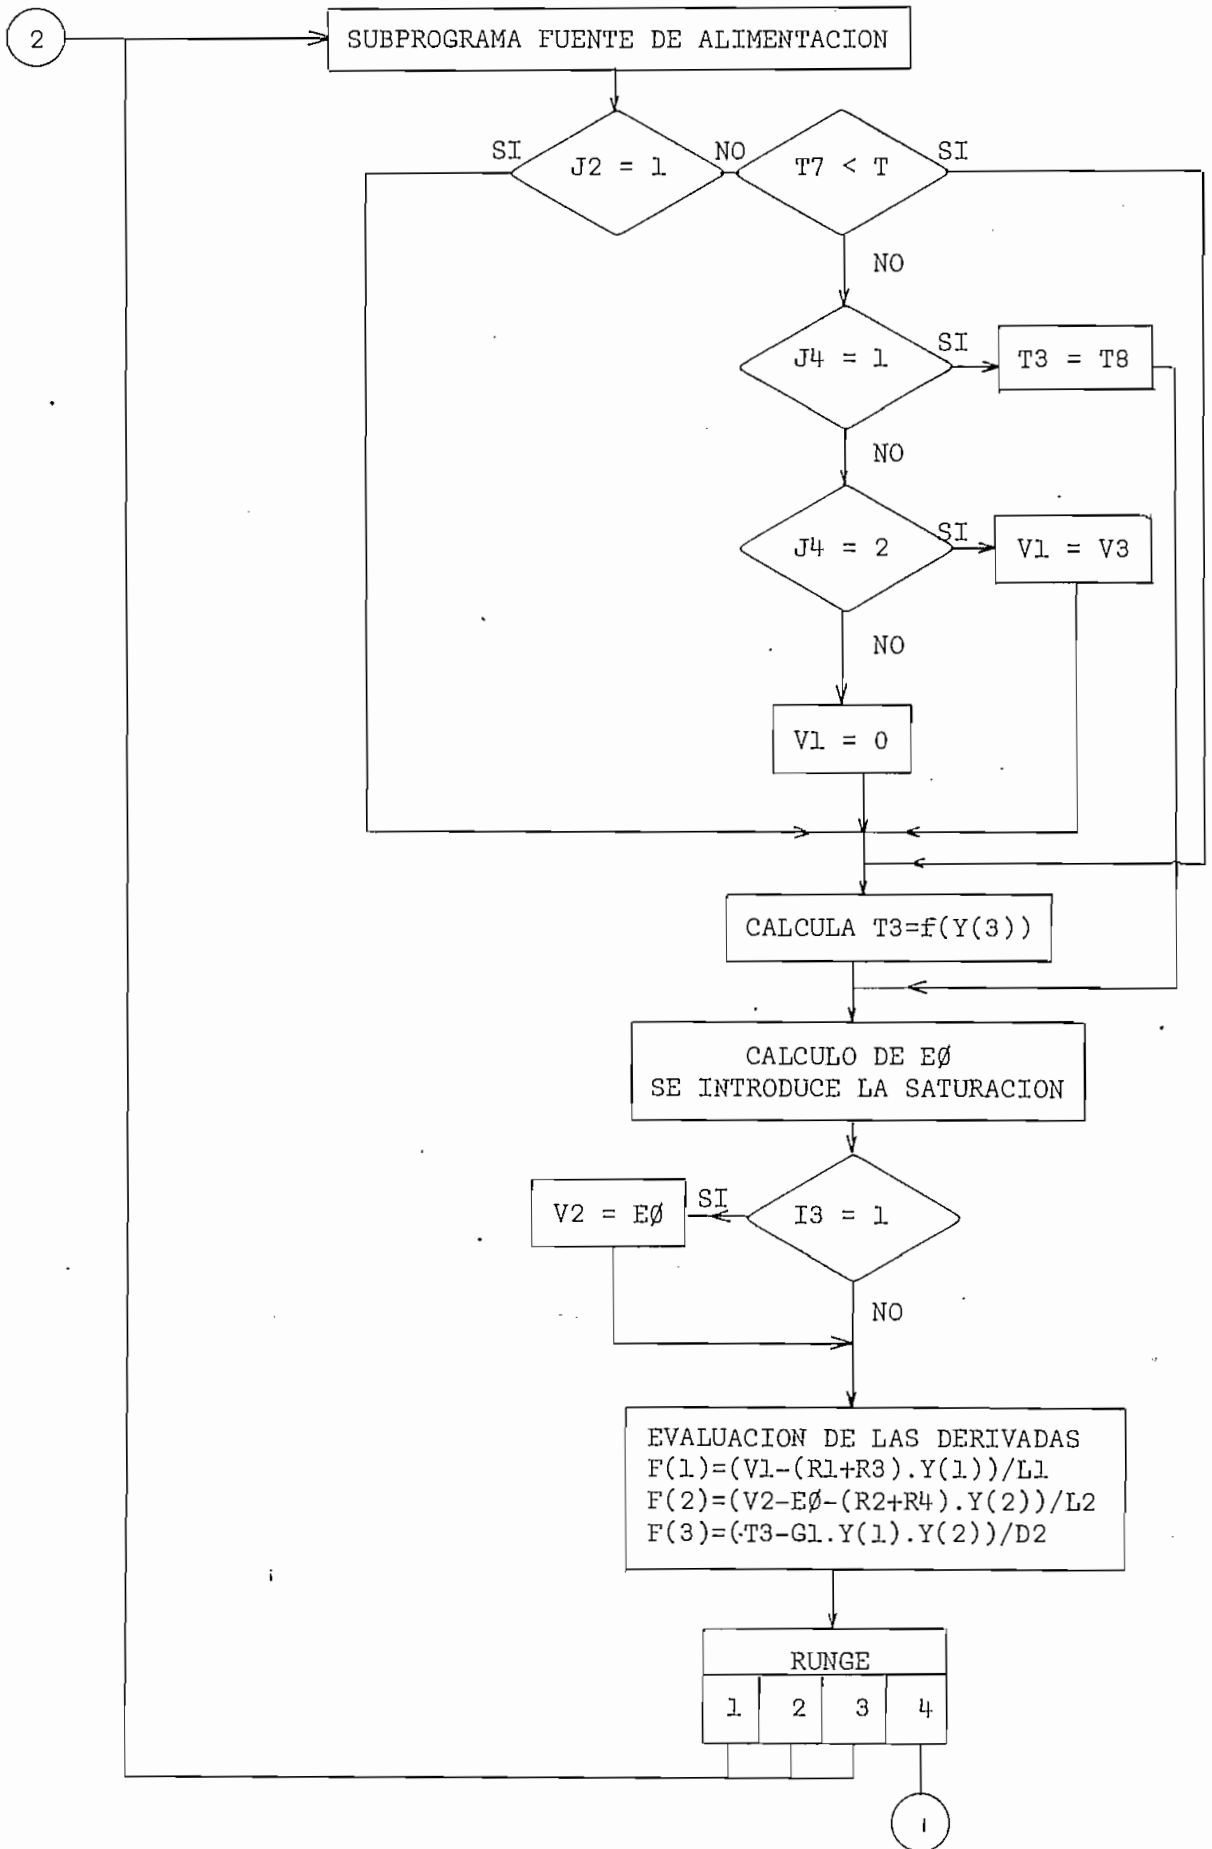 2
SUBPROGRAMA FUENTE DE ALIMENTACION
SI
J2 = 1
NO
T7 < T
SI
NO
J4 = 1
SI
T3 = T8
NO
J4 = 2
SI
V1 = V3
NO
V1 = 0
CALCULA T3=f(Y(3))
CALCULO DE EØ
SE INTRODUCE LA SATURACION
V2 = EØ
SI
I3 = 1
NO
EVALUACION DE LAS DERIVADAS
F(1)=(V1-(R1+R3).Y(1))/L1
F(2)=(V2-EØ-(R2+R4).Y(2))/L2
F(3)=(T3-G1.Y(1).Y(2))/D2
RUNGE
1 2 3 4
1